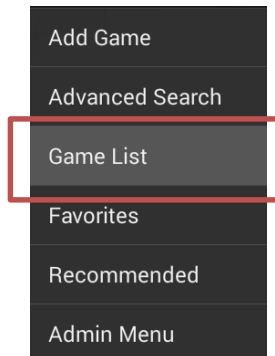 Add Game
Advanced Search
Game List
Favorites
Recommended
Admin Menu